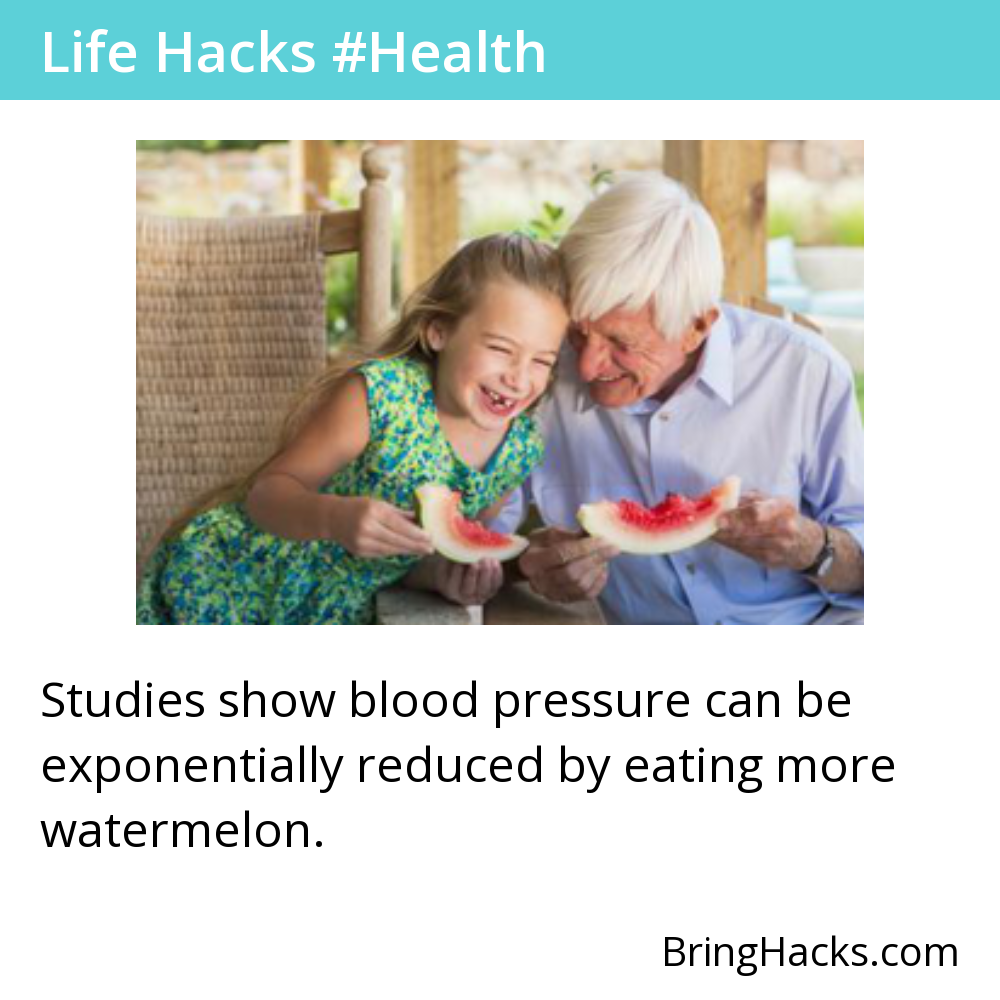 Life Hacks #Health
Studies show blood pressure can be
exponentially reduced by eating more
watermelon.
BringHacks.com